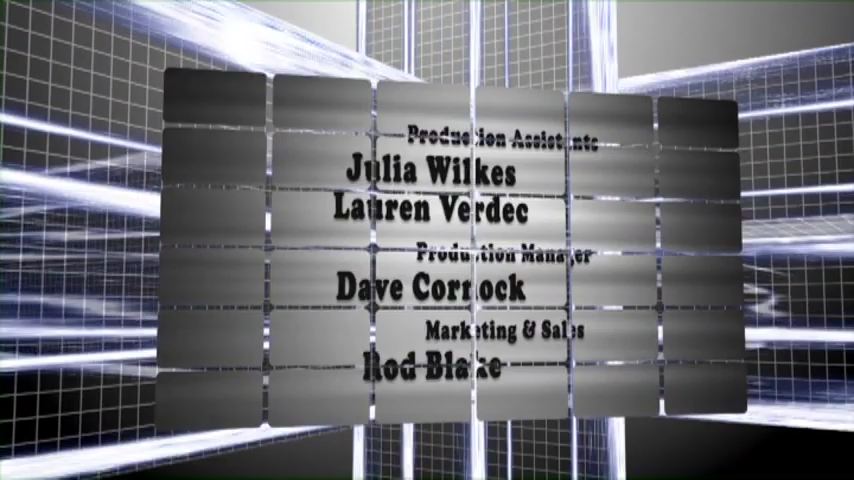 Production Assistants
Julia Wilkes
Lauren Verdec
Production Manager
Dave Cornock
Marketing & Sales
Rod Blake